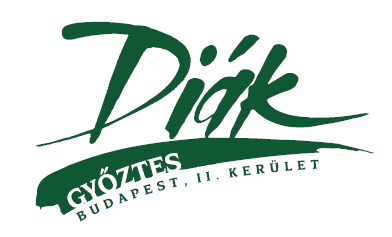 Diák
GYŐZTES
BUDAPEST, II. KERÜLET